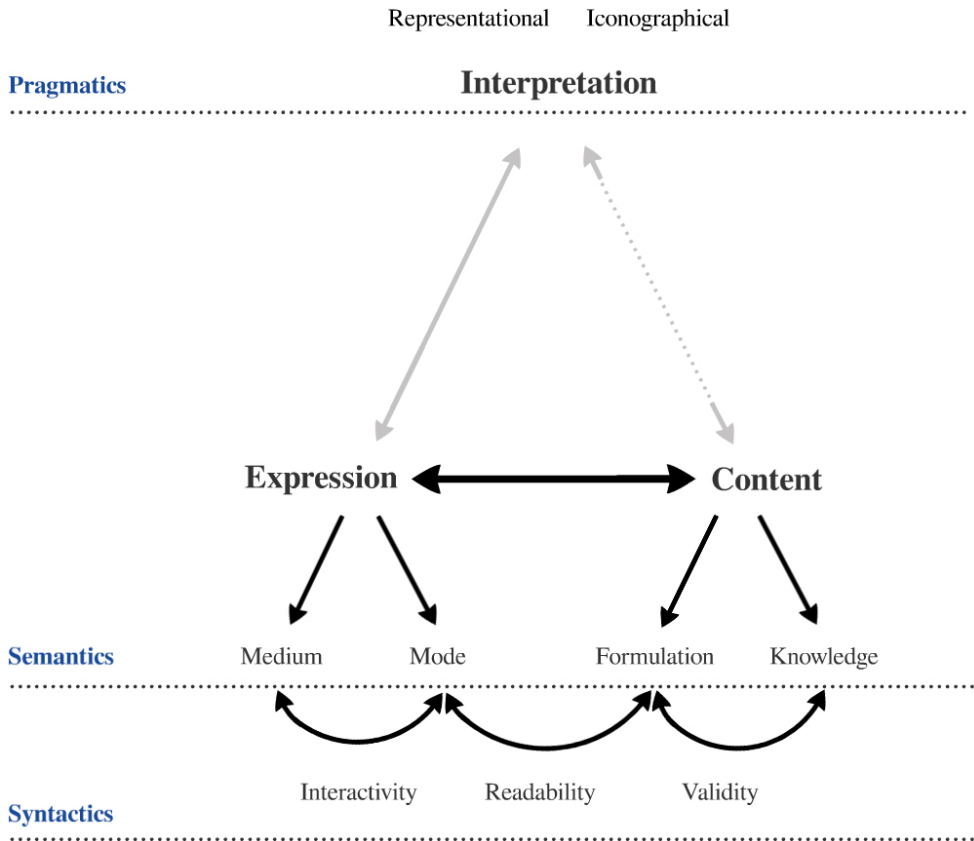 Representational Iconographical
Pragmatics Interpretation
Expression Content
Semantics Medium Mode Formulation Knowledge
Interactivity Readability Validity
Syntactics